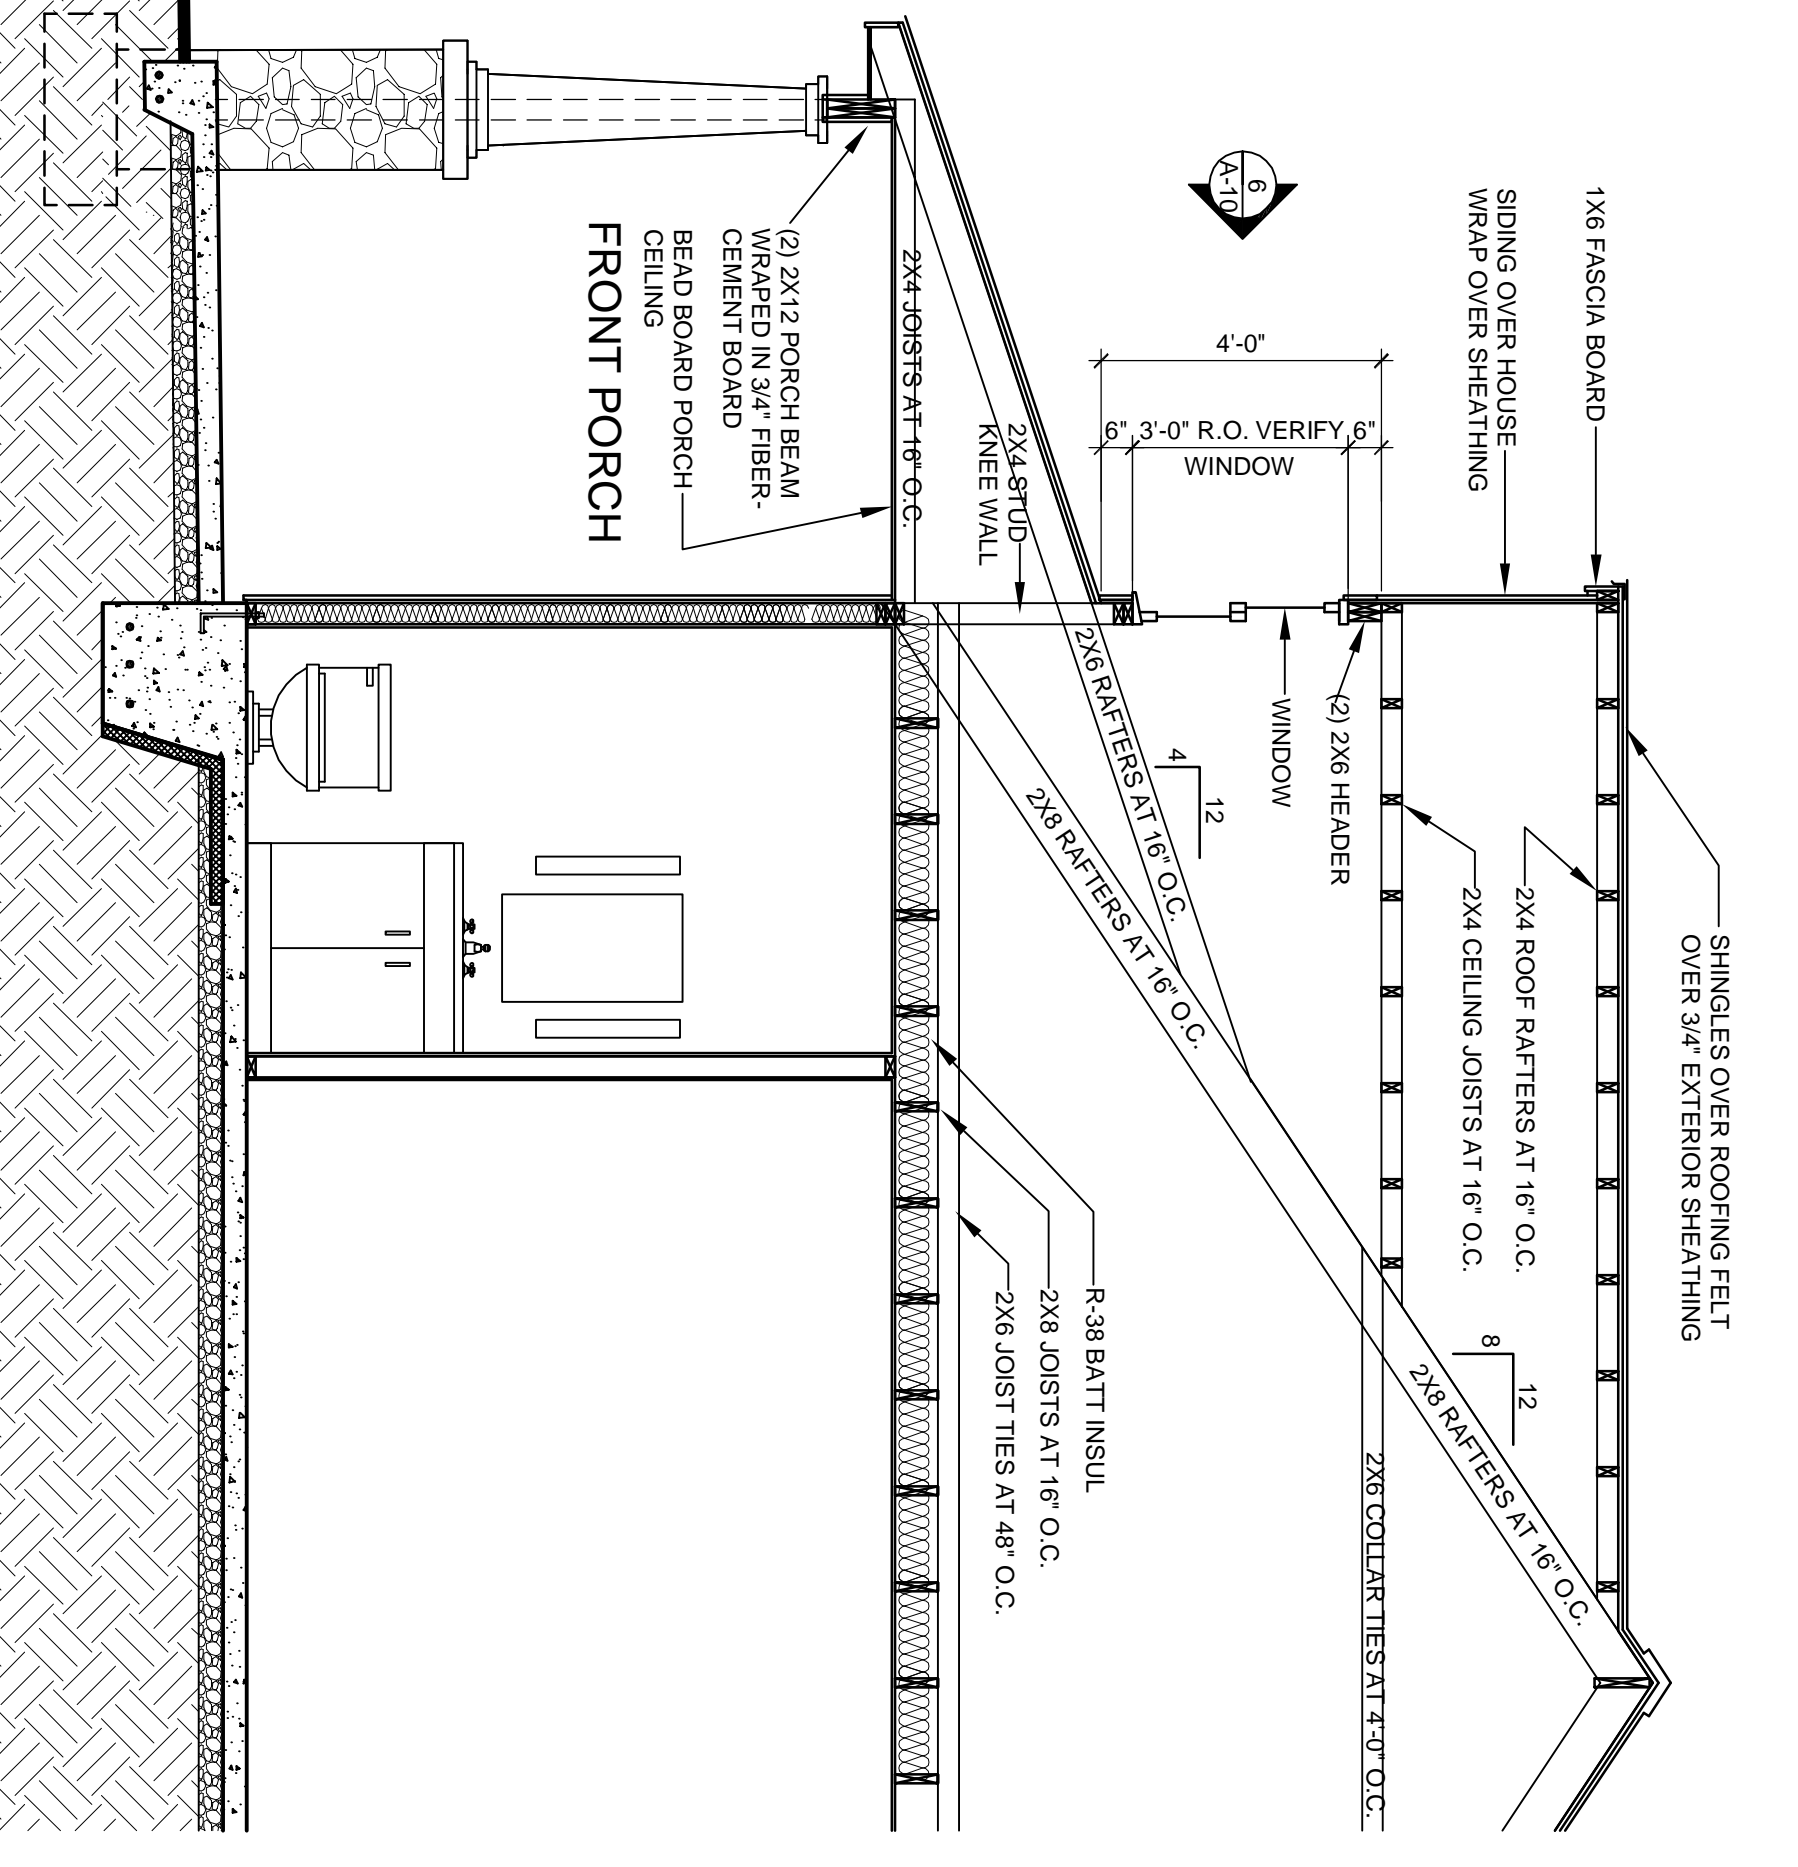 SHINGLES OVER ROOFING FELT
OVER 3/4" EXTERIOR SHEATHING
1X6 FASCIA BOARD
SIDING OVER HOUSE
WRAP OVER SHEATHING
2X4 ROOF RAFTERS AT 16" O.C.
2X4 CEILING JOISTS AT 16" O.C.
8
12
2X8 RAFTERS AT 16" O.C.
2X6 COLLAR TIES AT 4'-0" O.C.
6
A-10
4'-0"
6"
3'-0" R.O. VERIFY
6"
WINDOW
(2) 2X6 HEADER
WINDOW
4
12
2X6 RAFTERS AT 16" O.C.
2X8 RAFTERS AT 16" O.C.
R-38 BATT INSUL
2X8 JOISTS AT 16" O.C.
2X6 JOIST TIES AT 48" O.C.
2X4 STUD
KNEE WALL
2X4 JOISTS AT 16" O.C.
(2) 2X12 PORCH BEAM
WRAPED IN 3/4" FIBER-
CEMENT BOARD
BEAD BOARD PORCH
CEILING
FRONT PORCH